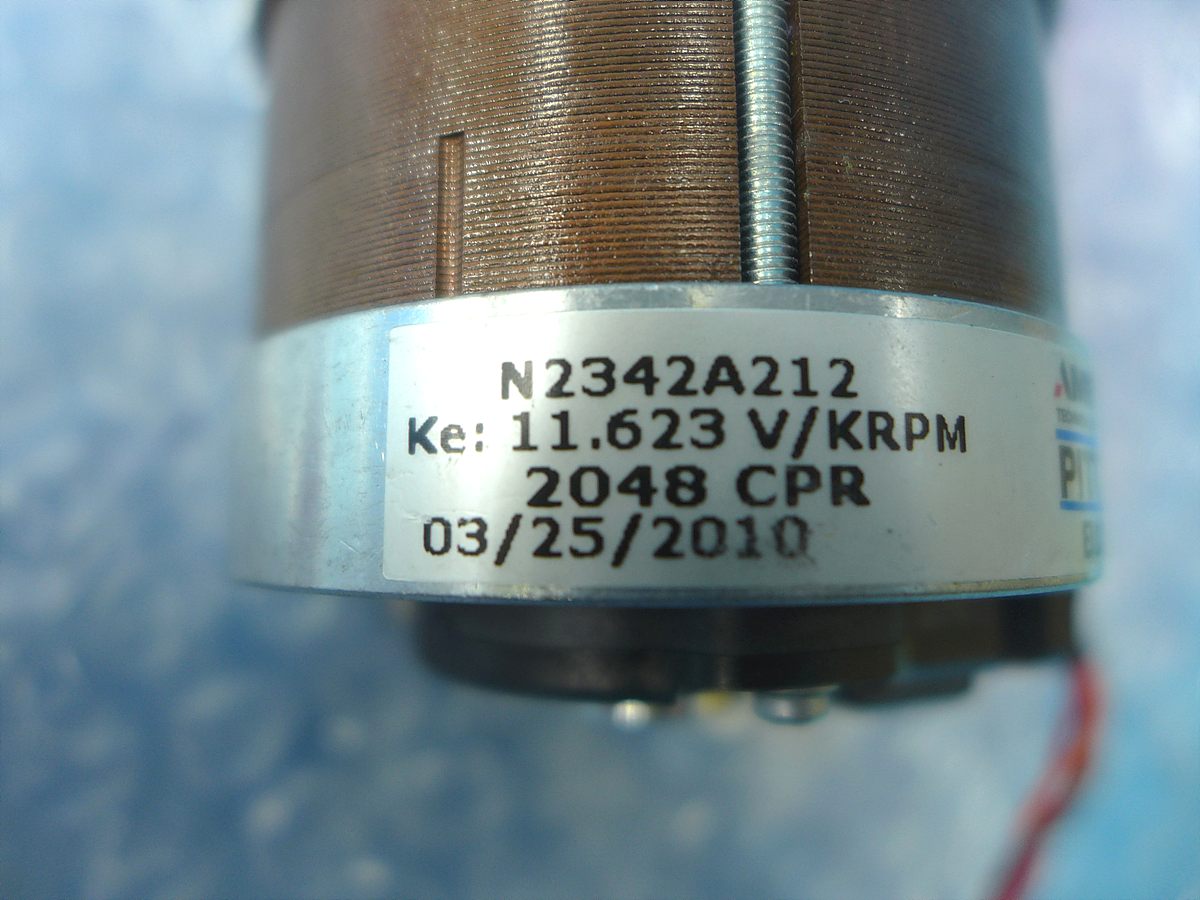 N2342A212
Ke: 11.623 V/KRPM
2048 CPR
03/25/2010